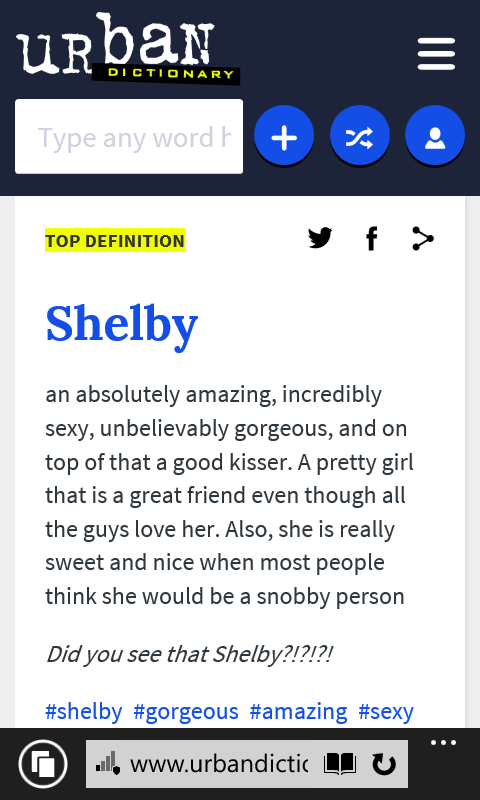 urban
DICTIONARY
Type any word h
TOP DEFINITION
Shelby
an absolutely amazing, incredibly
sexy, unbelievably gorgeous, and on
top of that a good kisser. A pretty girl
that is a great friend even though all
the guys love her. Also, she is really
sweet and nice when most people
think she would be a snobby person
Did you see that Shelby?!?!?!
#shelby #gorgeous #amazing #sexy
www.urbandictic